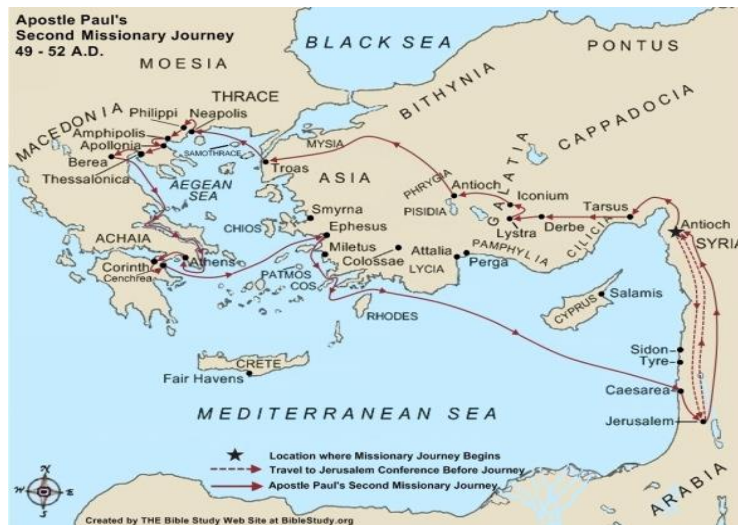 Apostle Paul's
Second Missionary Journey
49 - 52 A.D.
BLACK SEA
PONTUS
MOESIA
THRACE
BITHYNIA
MACEDONIA
Philippi
Neapolis
CAPPADOCIA
Amphipolis
Apollonia
SAMOTHRACE
MYSIA
GALATIA
Berea
Thessalonica
Troas
ASIA
PHRYGIA
Antioch
Iconium
Tarsus
AEGEAN
SEA
PISIDIA
Smyrna
CHIOS
Ephesus
Lystra
Derbe
CILICIA
Antioch
SYRIA
ACHAIA
Miletus
Attalia
PAMPHYLIA
Corinth
Athens
Colossae
LYCIA
Perga
Cenchrea
PATMOS
COS
RHODES
CYPRUS
Salamis
Sidon
Tyre
CRETE
Fair Havens
Caesarea
MEDITERRANEAN SEA
Jerusalem
Location where Missionary Journey Begins
Travel to Jerusalem Conference Before Journey
Apostle Paul's Second Missionary Journey
ARABIA
N
W
E
S
Created by THE Bible Study Web Site at BibleStudy.org